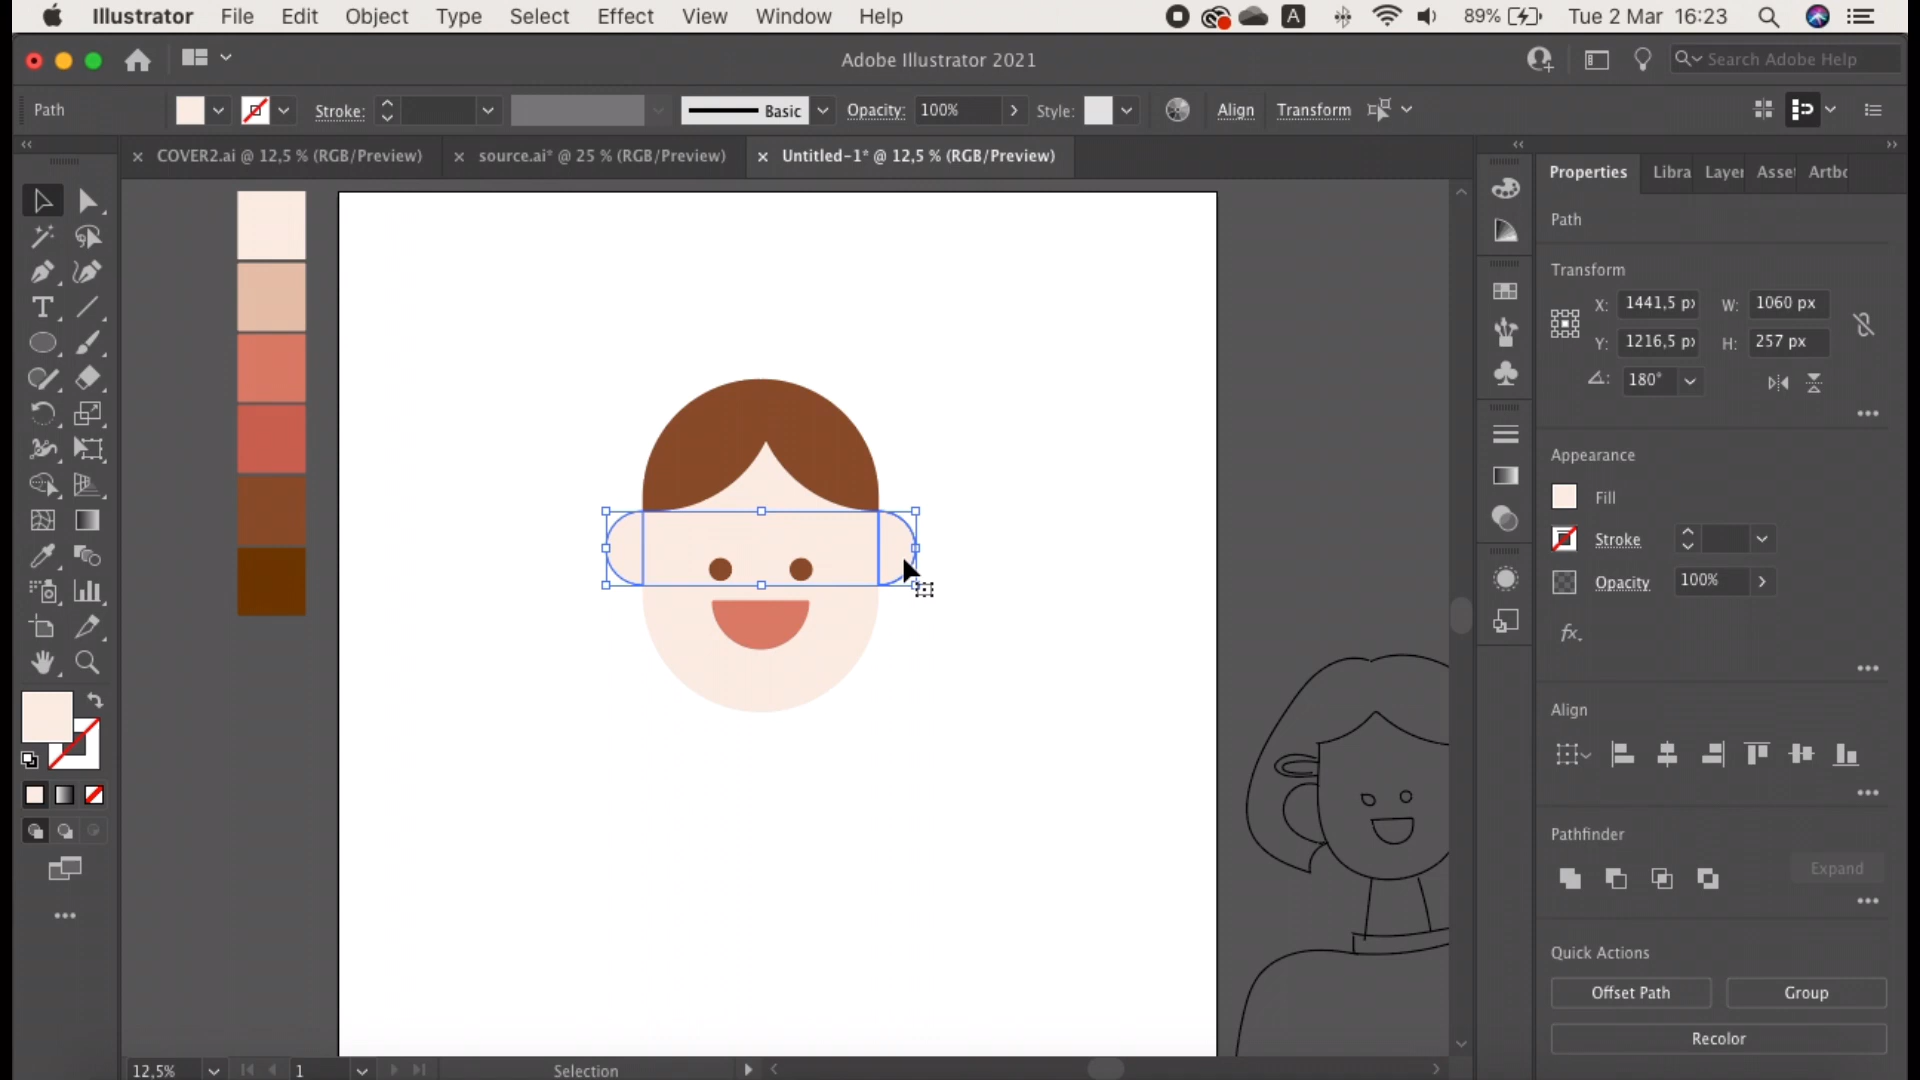 Illustrator File Edit Object Type Select Effect View Window Help
A 89% Tue 2 Mar 16:23
Adobe Illustrator 2021
Search Adobe Help
Path
Stroke:
Basic
Opacity: 100%
Style:
Align
Transform
COVER2.ai @ 12,5 % (RGB/Preview)
source.ai* @ 25 % (RGB/Preview)
Untitled-1* @ 12,5 % (RGB/Preview)
Properties Libra Layer Asset Artbo
Path
Transform
X: 1441,5 px W: 1060 px
Y: 1216,5 px H: 257 px
180°
Appearance
Fill
Stroke
Opacity 100%
fx.
Align
Pathfinder
Expand
Quick Actions
Offset Path Group
Recolor
12,5% 1 Selection